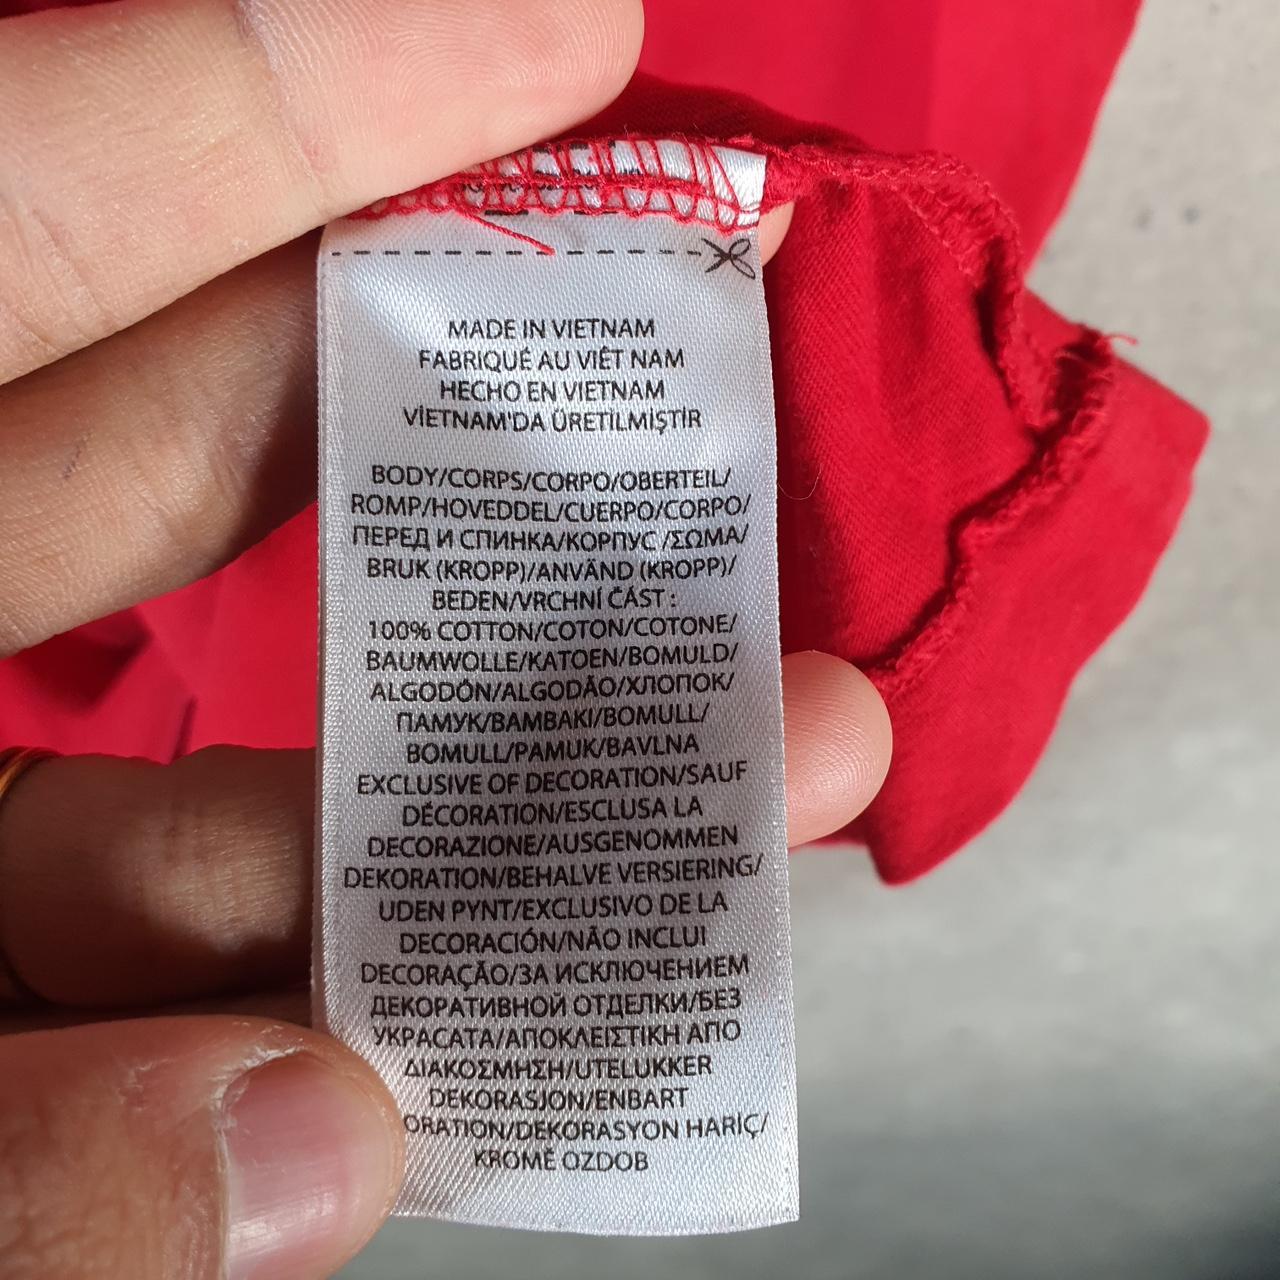 MADE IN VIETNAM
FABRIQUÉ AU VIÊT NAM
HECHO EN VIETNAM
VİETNAM'DA ÜRETILMIŞTIR
BODY/CORPS/CORPO/OBERTEIL/
ROMP/HOVEDDEL/CUERPO/CORPO/
ПЕРЕД И СПИНКА/КОРПУС /ΣΩΜΑ/
BRUK (KROPP)/ANVÄND (KROPP)/
BEDEN/VRCHNÍ ČÁST :
100% COTTON/COTON/COTONE/
BAUMWOLLE/KATOEN/BOMULD/
ALGODÓN/ALGODÃO/ХЛОПОК/
ПАМУК/ΒΑΜΒΑΚΙ/BOMULL/
BOMULL/PAMUK/BAVLNA
EXCLUSIVE OF DECORATION/SAUF
DÉCORATION/ESCLUSA LA
DECORAZIONE/AUSGENOMMEN
DEKORATION/BEHALVE VERSIERING/
UDEN PYNT/EXCLUSIVO DE LA
DECORACIÓN/NÃO INCLUI
DECORAÇÃO/ЗА ИСКЛЮЧЕНИЕМ
ДЕКОРАТИВНОЙ ОТДЕЛКИ/БЕЗ
УКРАСАТА/ΑΠΟΚΛΕΙΣΤΙΚΗ ΑΠΟ
ΔΙΑΚΟΣΜΗΣΗ/UTELUKKER
DEKORASJON/ENBART
ORATION/DEKORASYON HARİÇ/
KROMĚ OZDOB